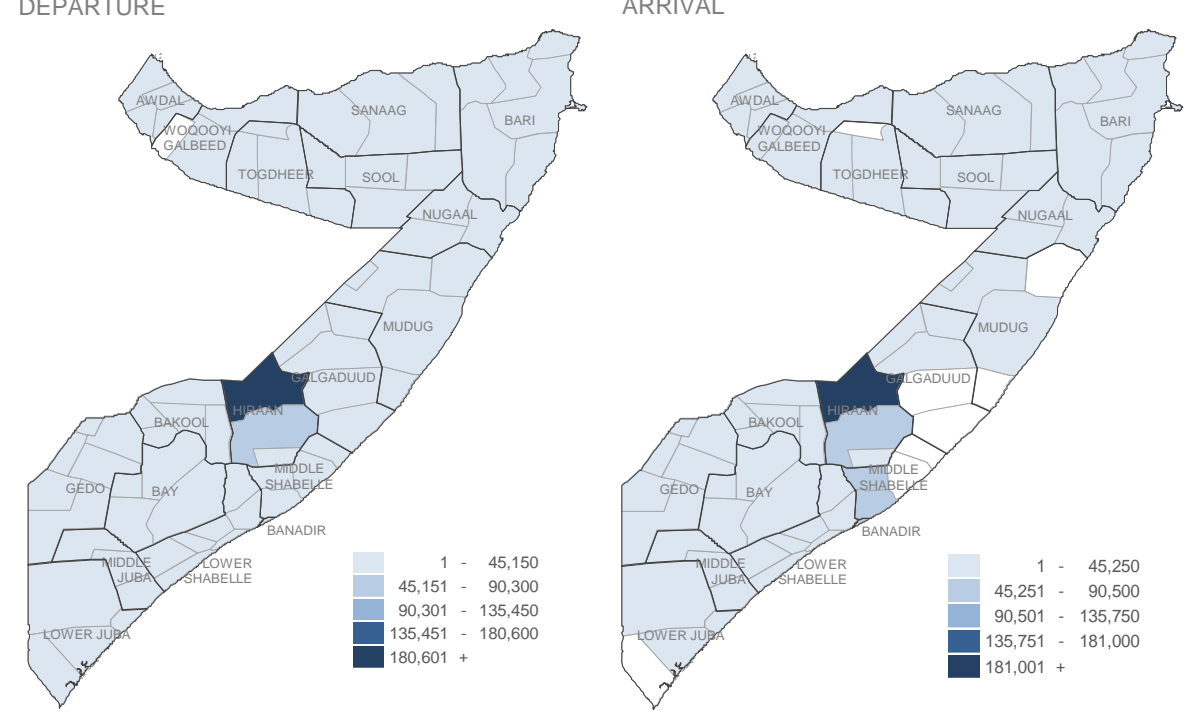 DEPARTURE
AWDAL
WOQOOYI
GALBEED
TOGDHEER
SANAAG
SOOL
BARI
NUGAAL
MUDUG
GALGADUUD
HIRAAN
BAKOOL
MIDDLE
SHABELLE
GEDO
BAY
BANADIR
MIDDLE
JUBA
LOWER
SHABELLE
LOWER JUBA
1 - 45,150
45,151 - 90,300
90,301 - 135,450
135,451 - 180,600
180,601 +
ARRIVAL
AWDAL
WOQOOYI
GALBEED
TOGDHEER
SANAAG
SOOL
BARI
NUGAAL
MUDUG
GALGADUUD
HIRAAN
BAKOOL
MIDDLE
SHABELLE
GEDO
BAY
BANADIR
MIDDLE
JUBA
LOWER
SHABELLE
LOWER JUBA
1 - 45,250
45,251 - 90,500
90,501 - 135,750
135,751 - 181,000
181,001 +